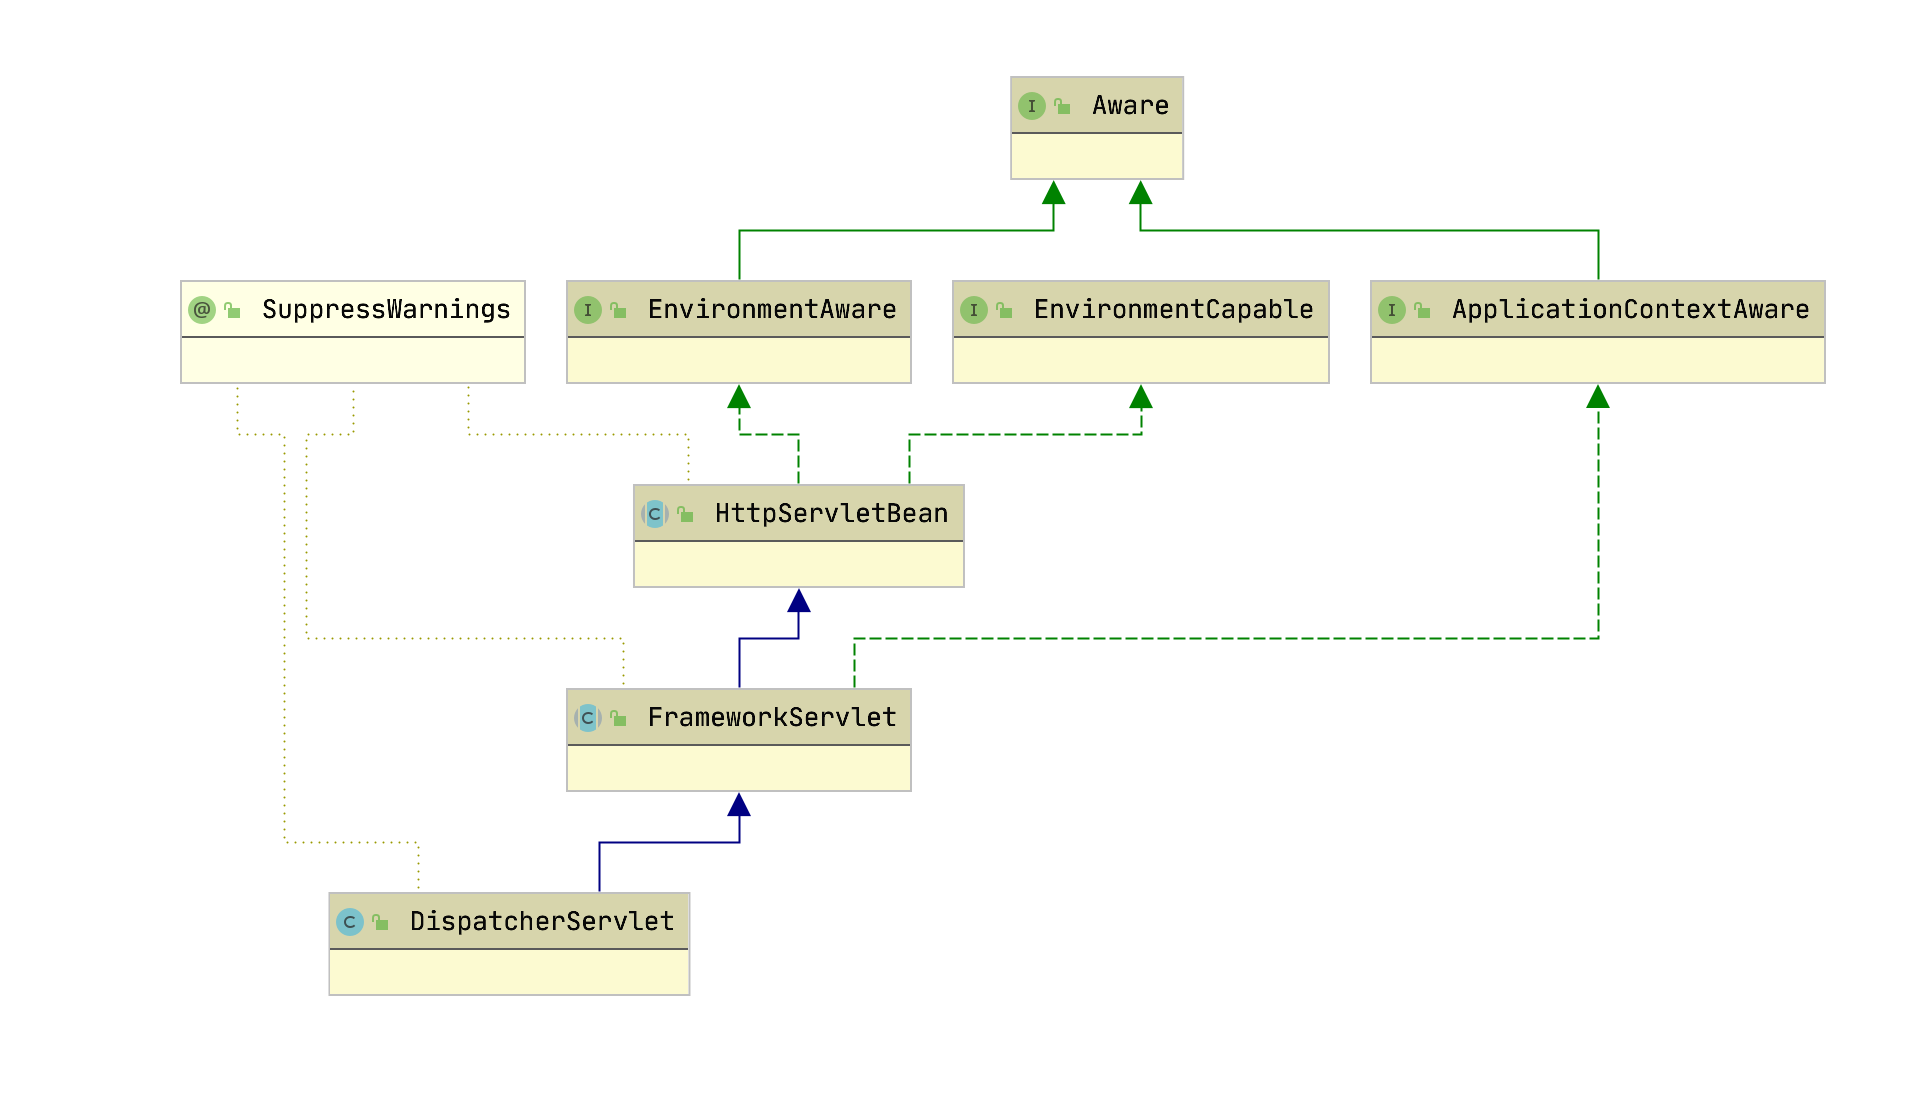 I Aware
@ SuppressWarnings
I EnvironmentAware
I EnvironmentCapable
I ApplicationContextAware
C HttpServletBean
C FrameworkServlet
C DispatcherServlet